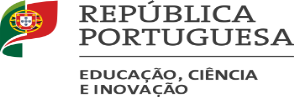 REPÚBLICA
PORTUGUESA
EDUCAÇÃO, CIÊNCIA
E INOVAÇÃO